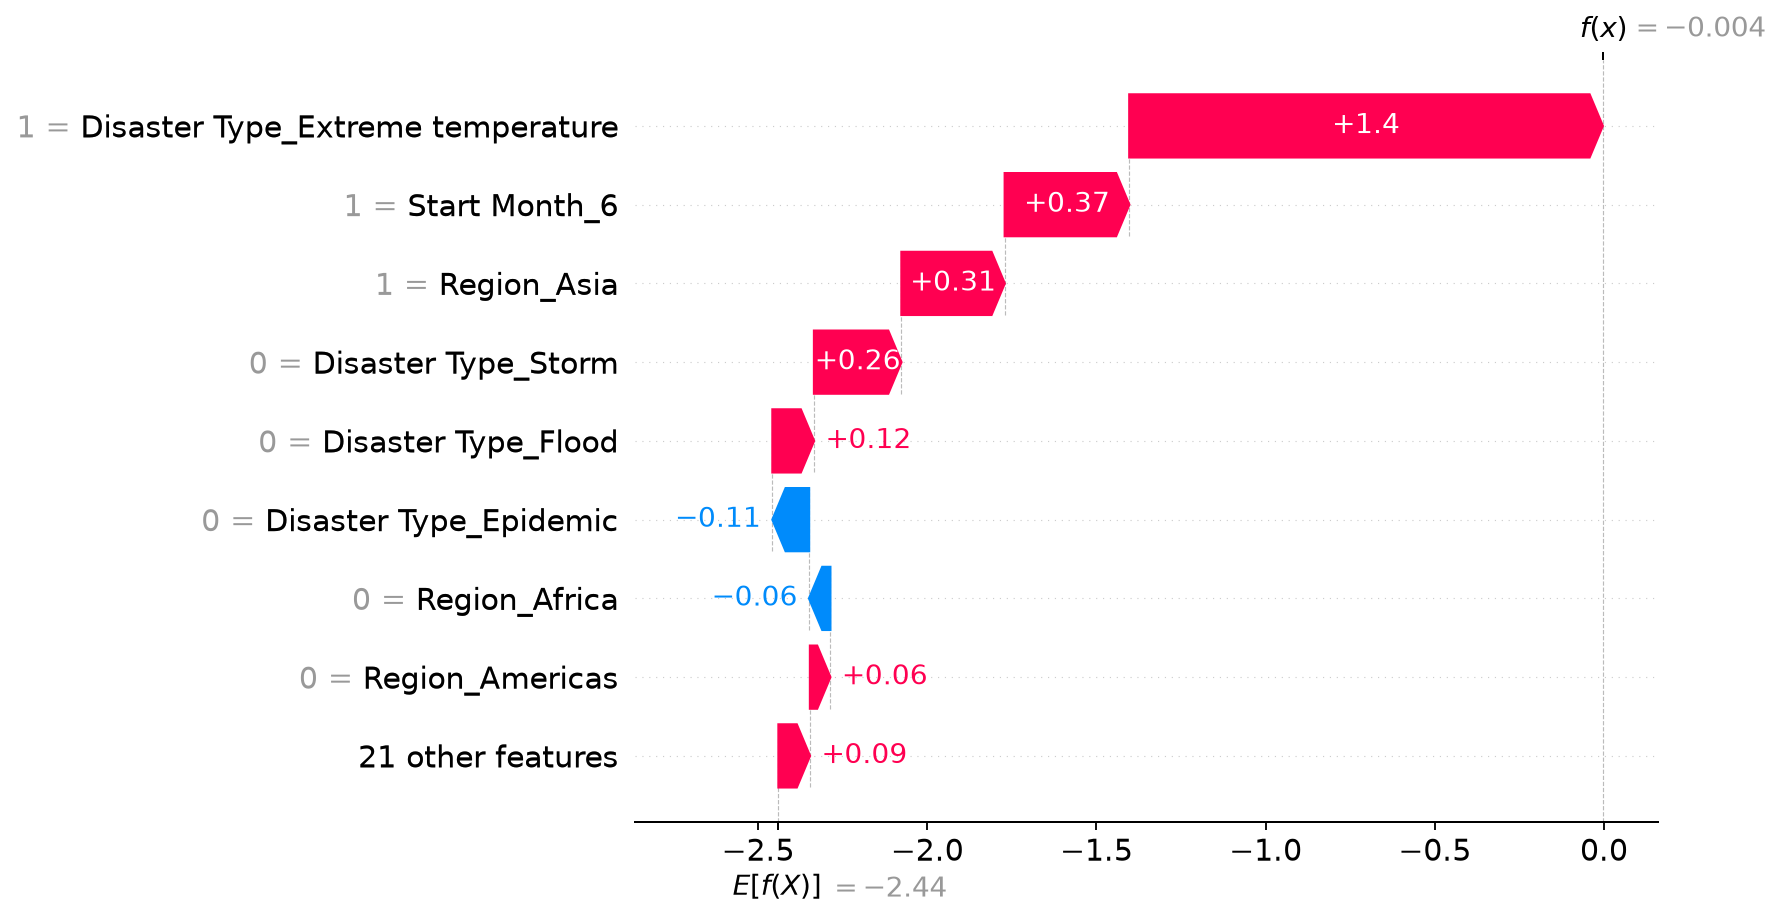 f(x) = −0.004
1 = Disaster Type_Extreme temperature +1.4
1 = Start Month_6 +0.37
1 = Region_Asia +0.31
0 = Disaster Type_Storm +0.26
0 = Disaster Type_Flood +0.12
0 = Disaster Type_Epidemic −0.11
0 = Region_Africa −0.06
0 = Region_Americas +0.06
21 other features +0.09
−2.5 −2.0 −1.5 −1.0 −0.5 0.0
E[f(X)] = −2.44